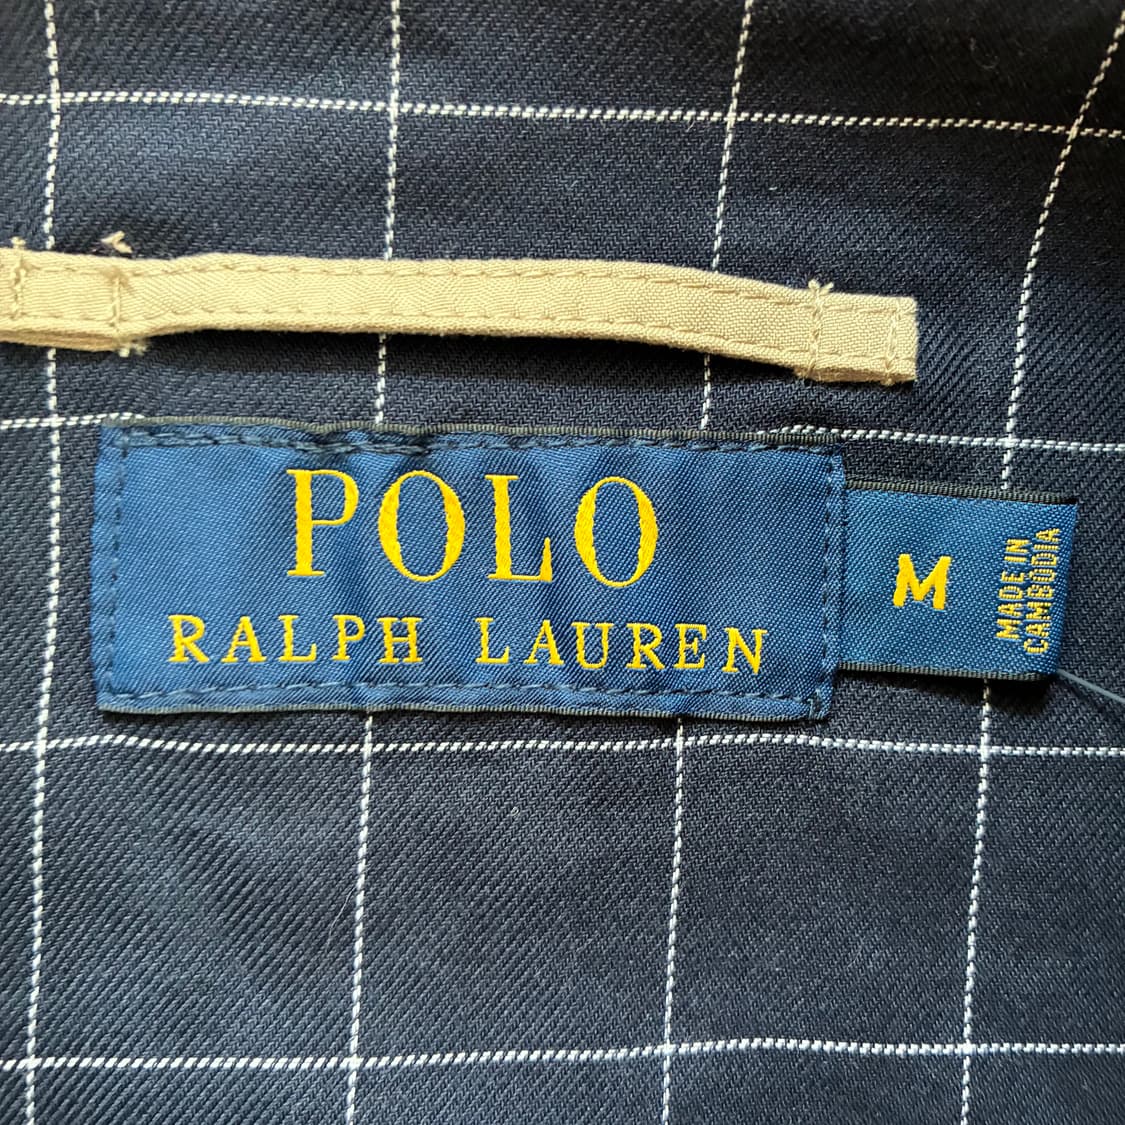 POLO
RALPH LAUREN
M
MADE IN
CAMBODIA